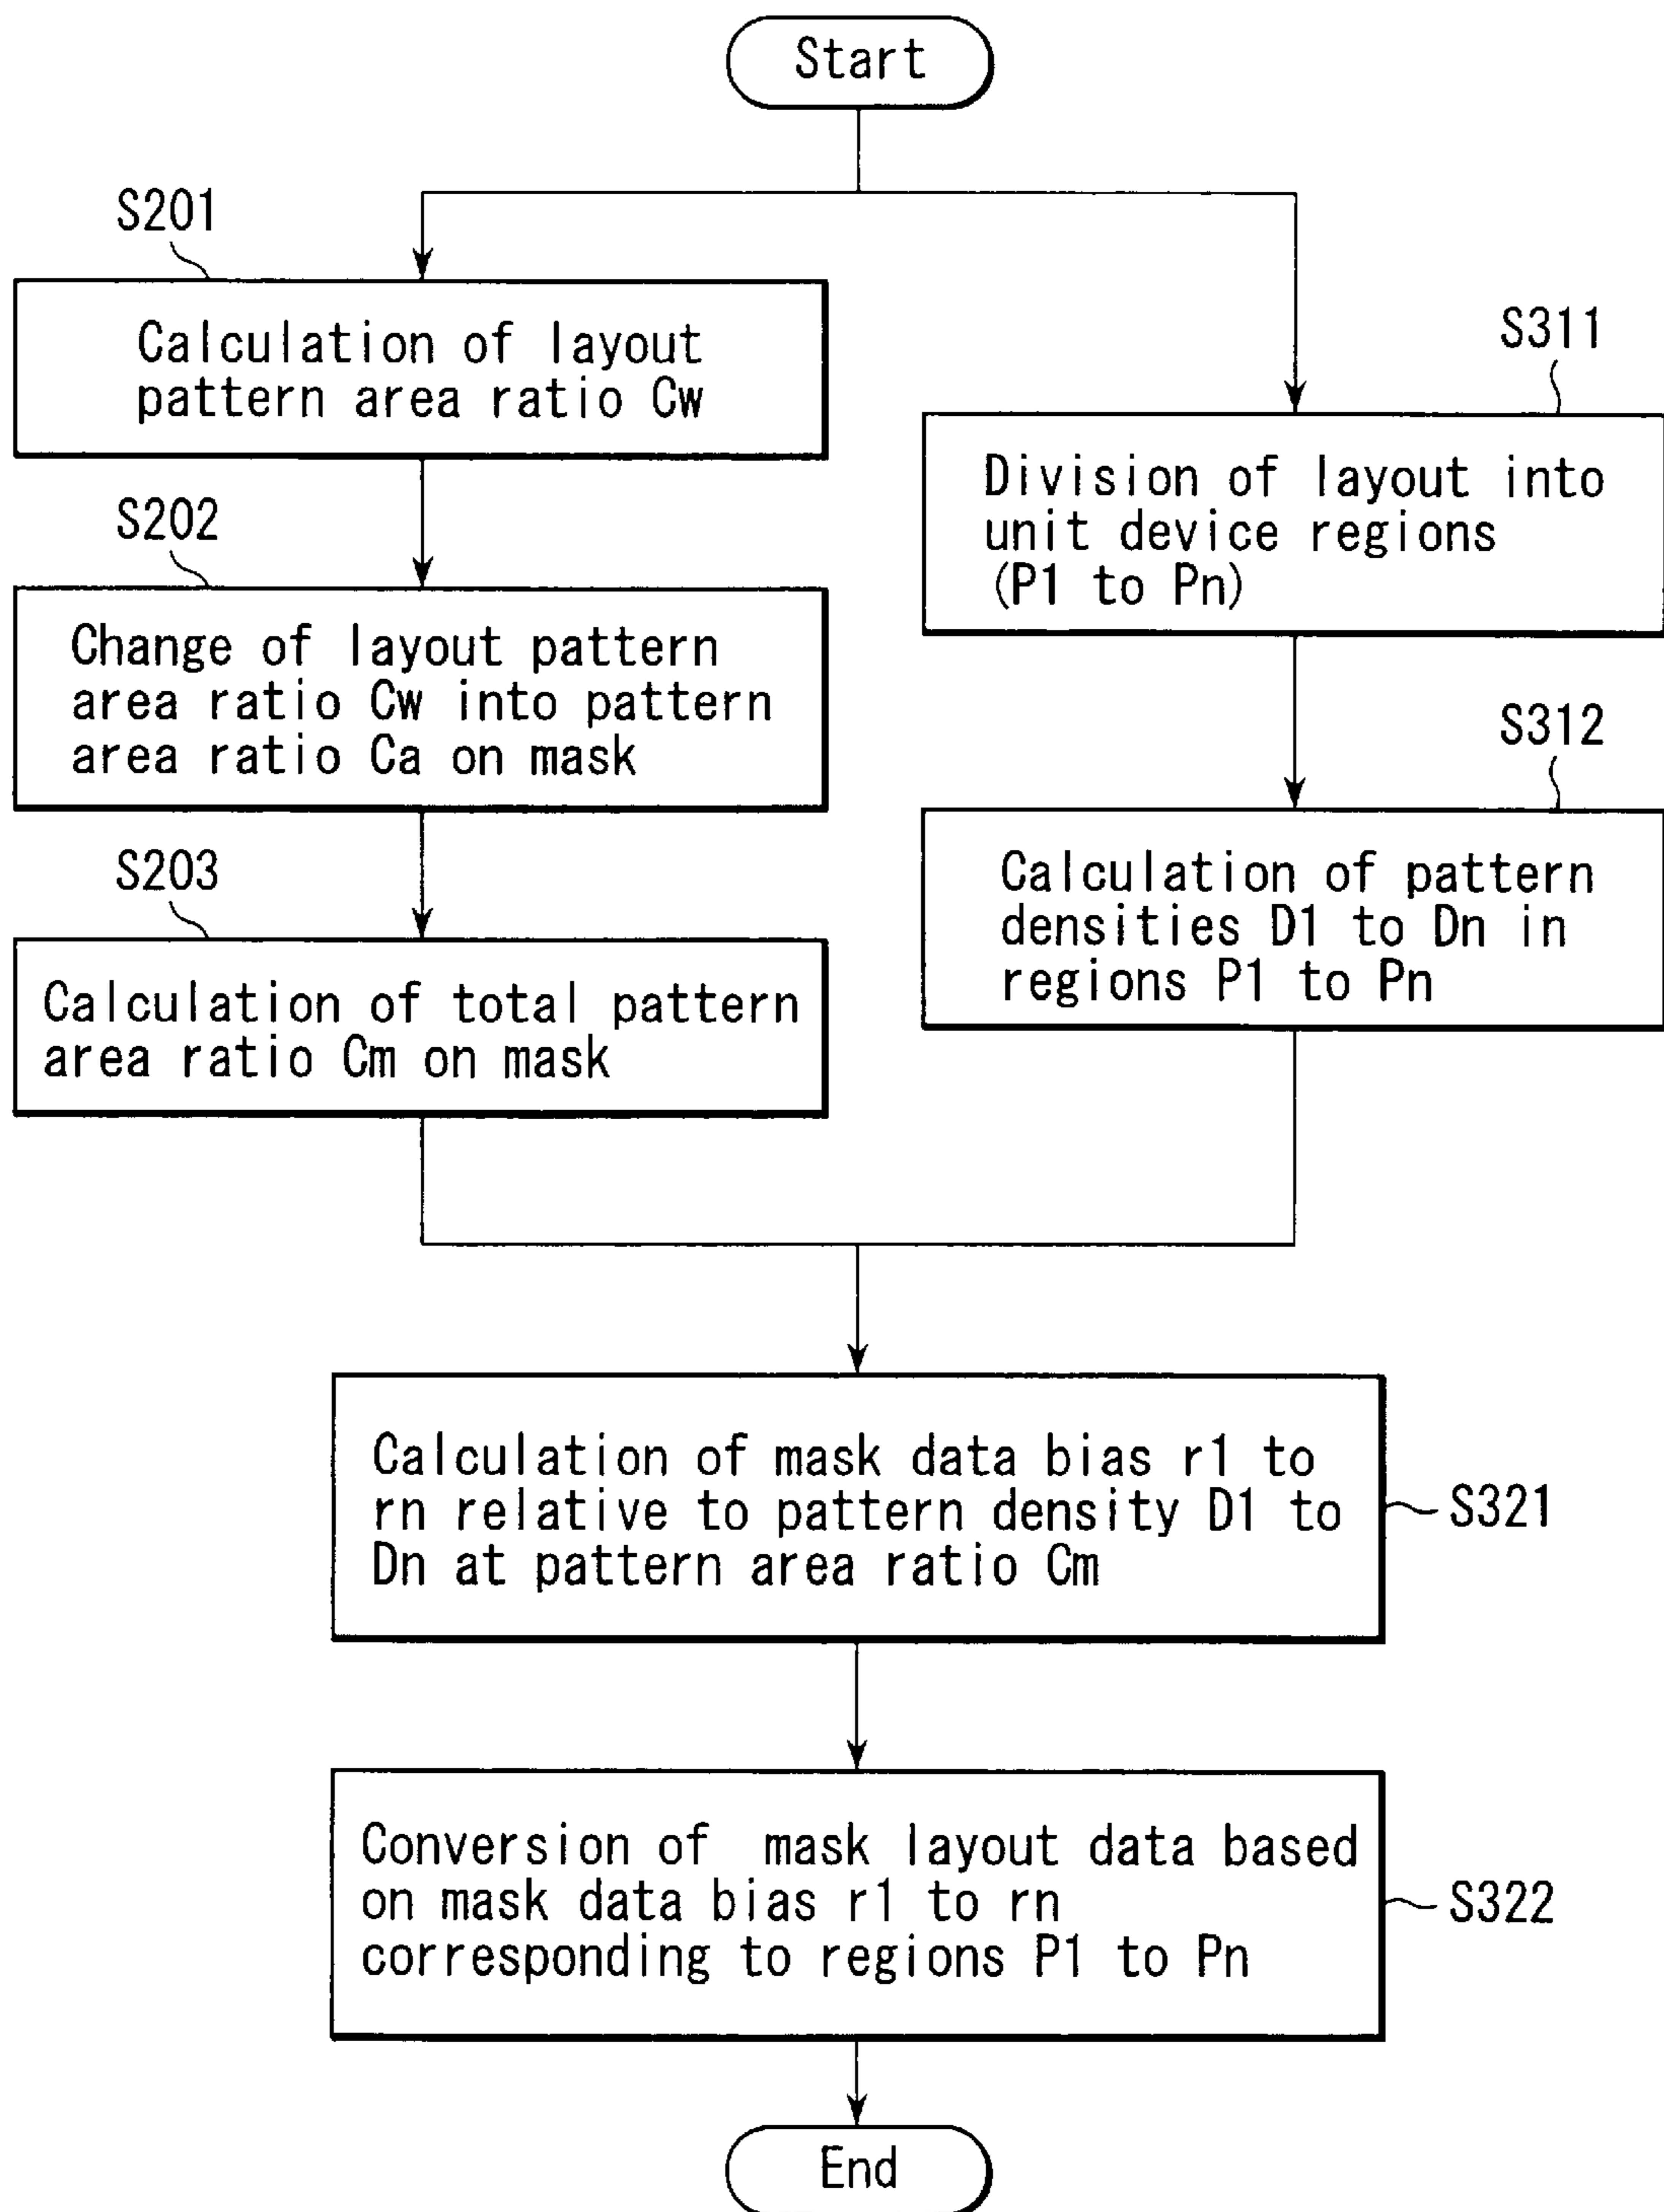 Start
S201
Calculation of layout
pattern area ratio Cw
S202
Change of layout pattern
area ratio Cw into pattern
area ratio Ca on mask
S203
Calculation of total pattern
area ratio Cm on mask
S311
Division of layout into
unit device regions
(P1 to Pn)
S312
Calculation of pattern
densities D1 to Dn in
regions P1 to Pn
Calculation of mask data bias r1 to
rn relative to pattern density D1 to
Dn at pattern area ratio Cm
S321
Conversion of mask layout data based
on mask data bias r1 to rn
corresponding to regions P1 to Pn
S322
End